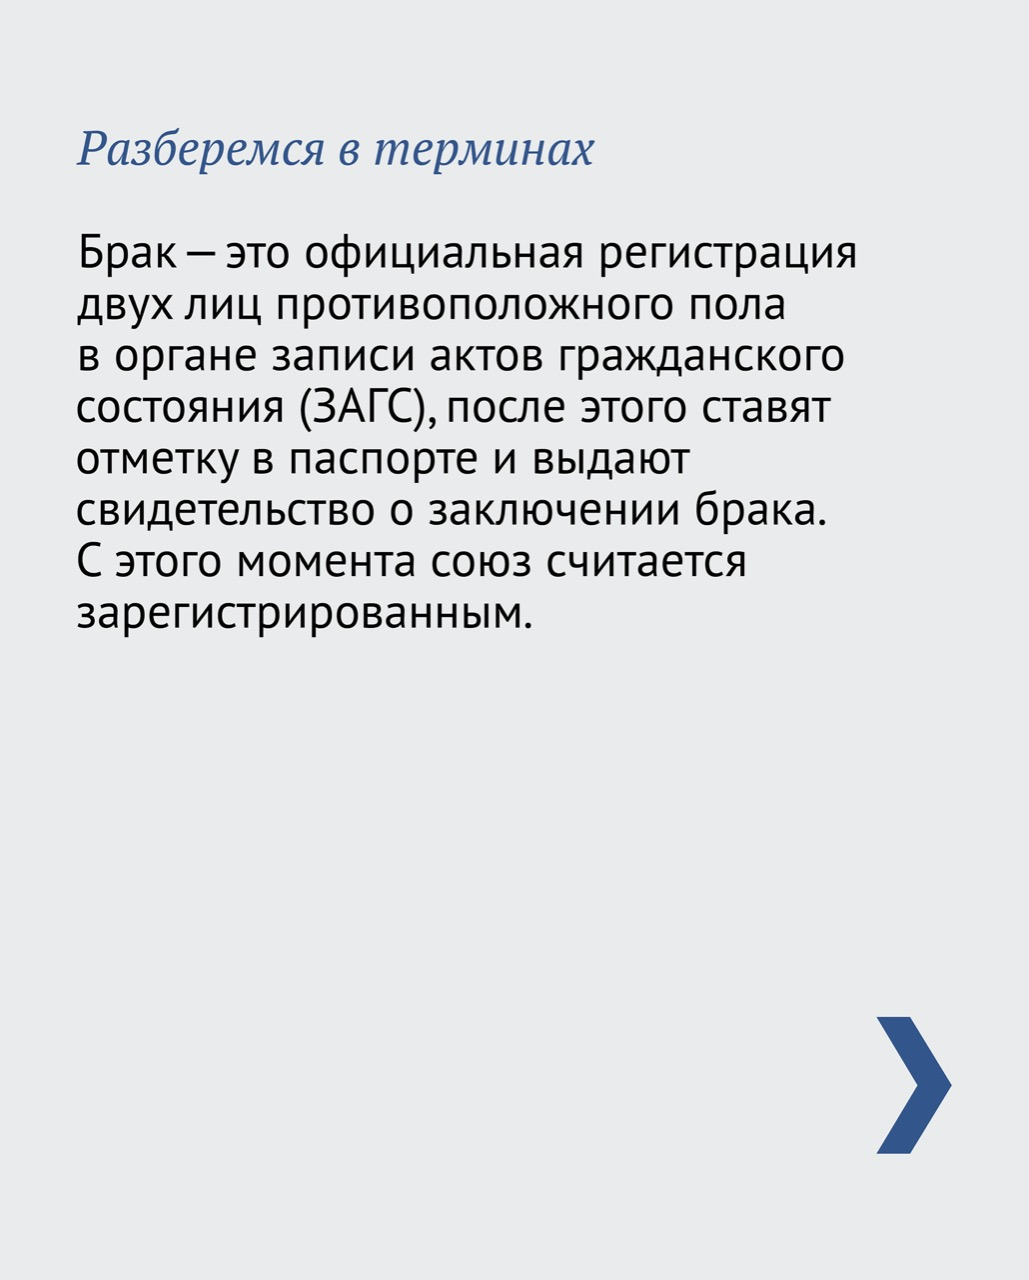 Разберемся в терминах
Брак — это официальная регистрация
двух лиц противоположного пола
в органе записи актов гражданского
состояния (ЗАГС), после этого ставят
отметку в паспорте и выдают
свидетельство о заключении брака.
С этого момента союз считается
зарегистрированным.